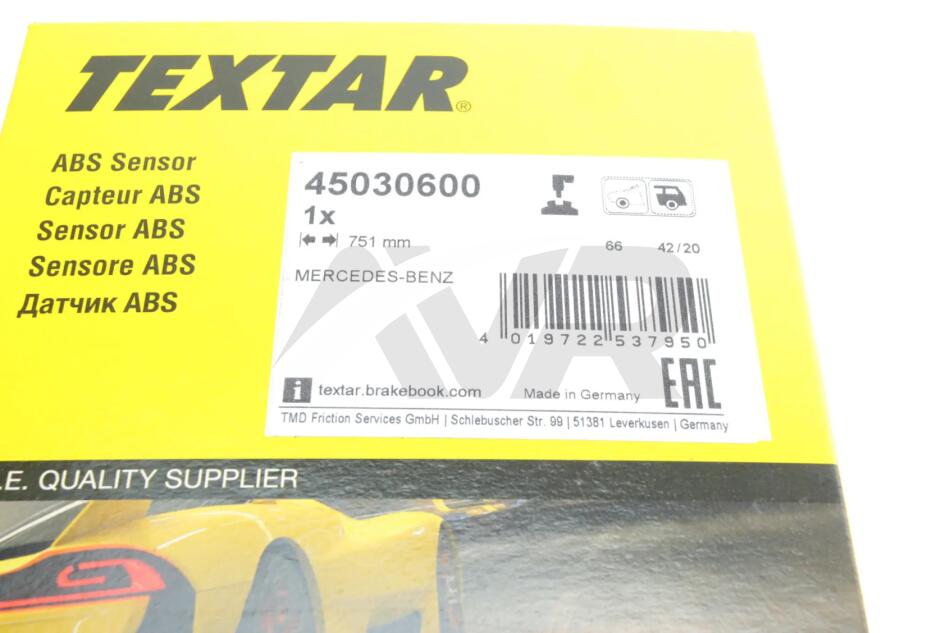 TEXTAR®
ABS Sensor
Capteur ABS
Sensor ABS
Sensore ABS
Датчик ABS
45030600
1x
751 mm
66 42/20
MERCEDES-BENZ
4 019722 537950
EAC
i textar.brakebook.com
Made in Germany
TMD Friction Services GmbH | Schlebuscher Str. 99 | 51381 Leverkusen | Germany
.E. QUALITY SUPPLIER